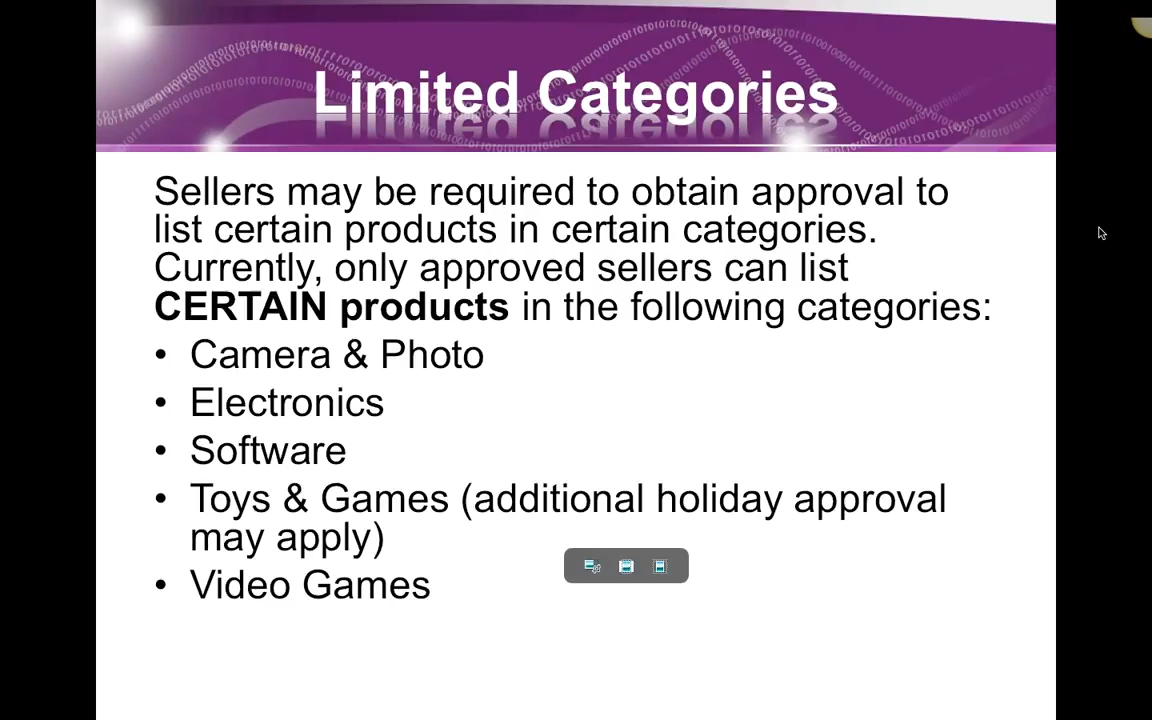 Limited Categories
Sellers may be required to obtain approval to
list certain products in certain categories.
Currently, only approved sellers can list
CERTAIN products in the following categories:
• Camera & Photo
• Electronics
• Software
• Toys & Games (additional holiday approval
may apply)
• Video Games